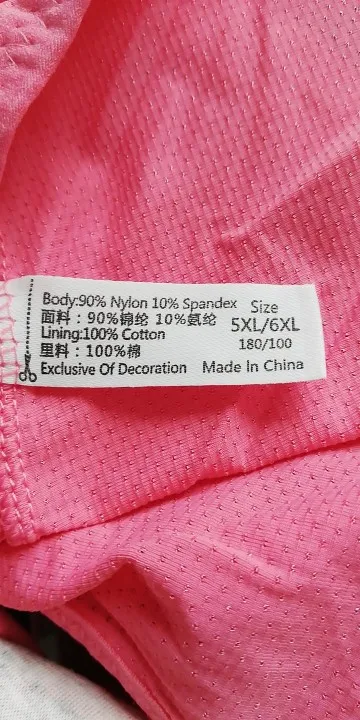 Body:90% Nylon 10% Spandex
面料：90%锦纶 10%氨纶
Lining:100% Cotton
里料：100%棉
Exclusive Of Decoration
Size
5XL/6XL
180/100
Made In China